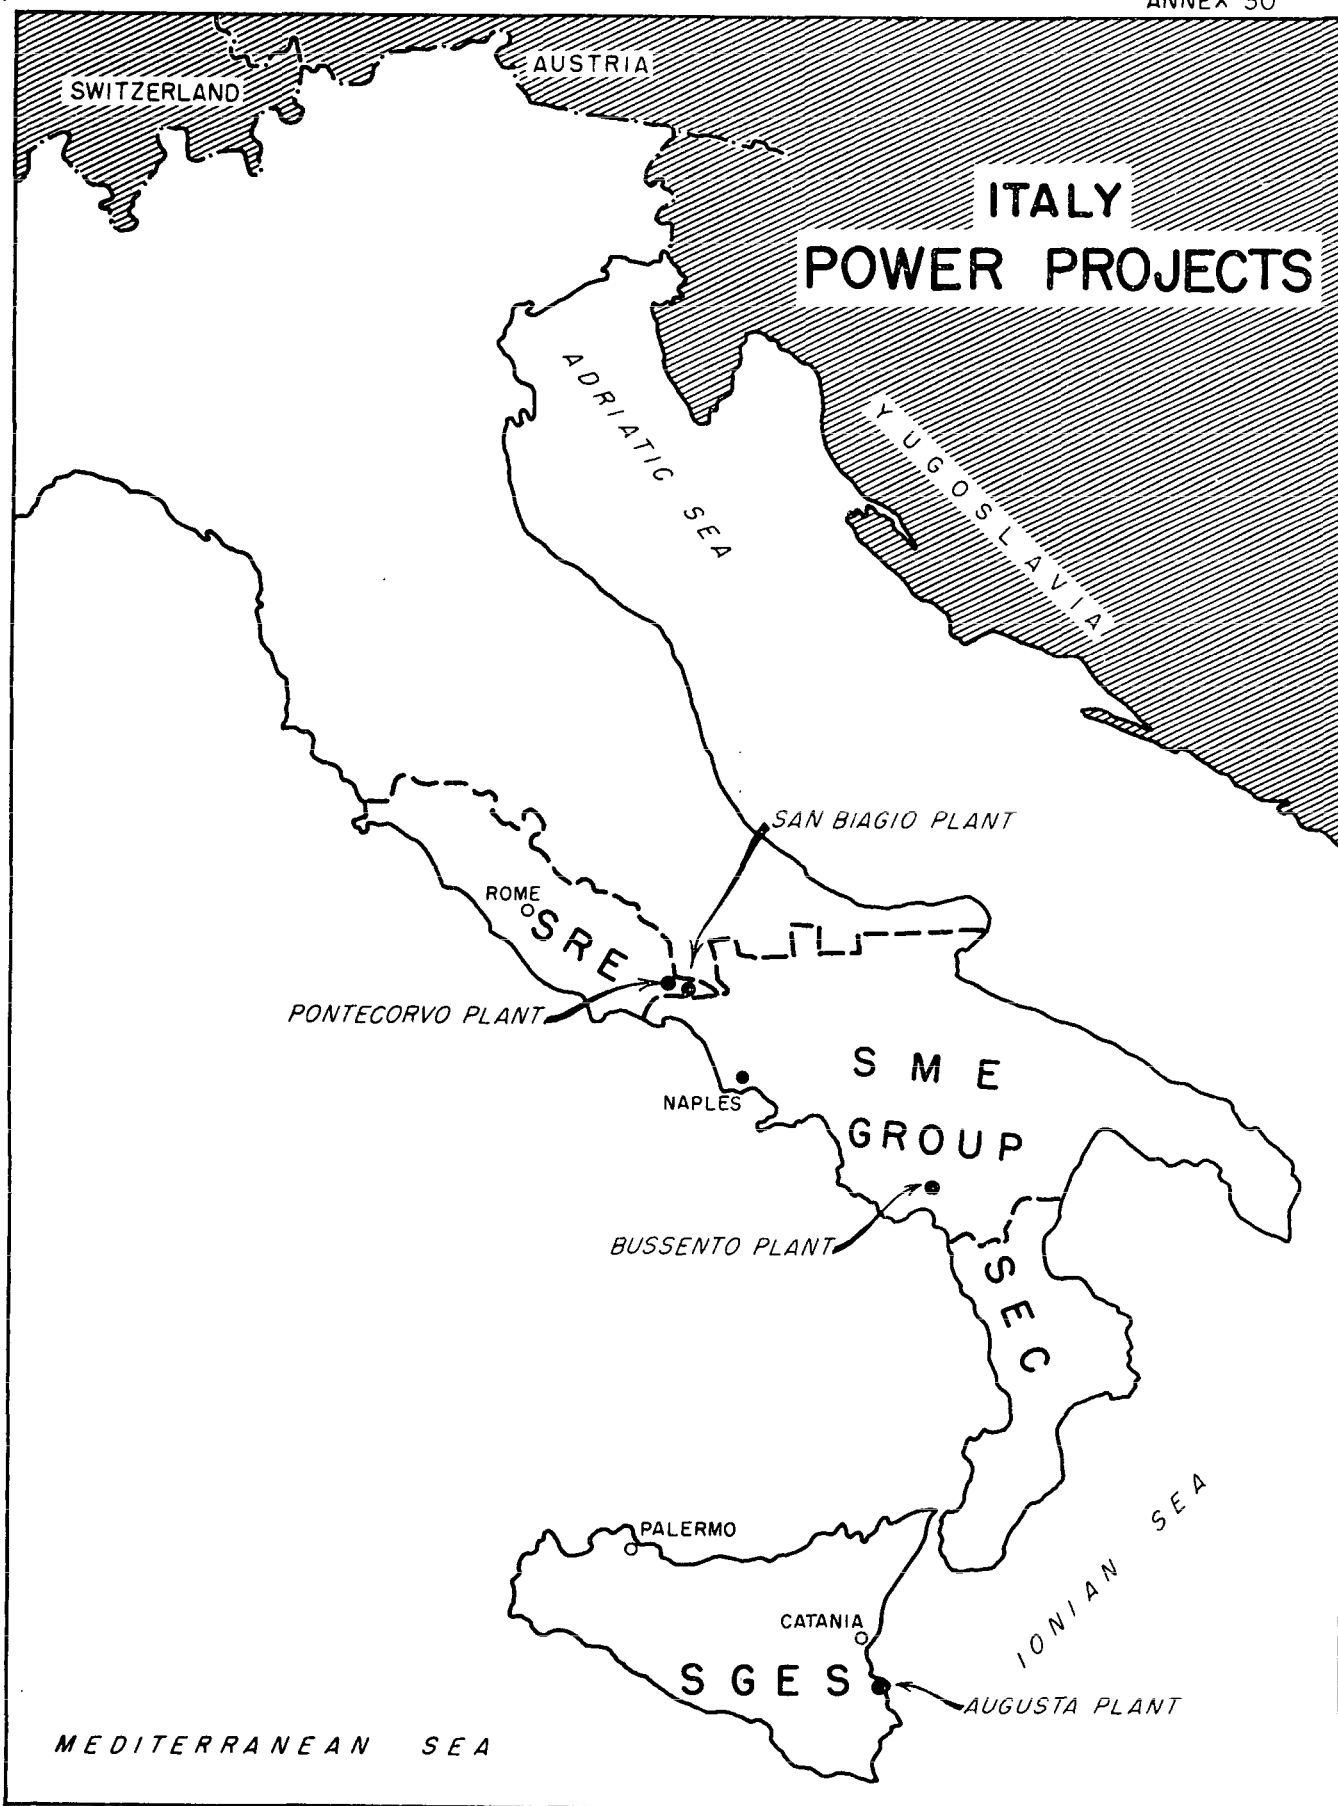 ANNEX 30
SWITZERLAND
AUSTRIA
ITALY
POWER PROJECTS
ADRIATIC SEA
YUGOSLAVIA
SAN BIAGIO PLANT
ROME
SRE
PONTECORVO PLANT
SME
GROUP
NAPLES
BUSSENTO PLANT
SEC
PALERMO
IONIAN SEA
CATANIA
SGES
AUGUSTA PLANT
MEDITERRANEAN SEA